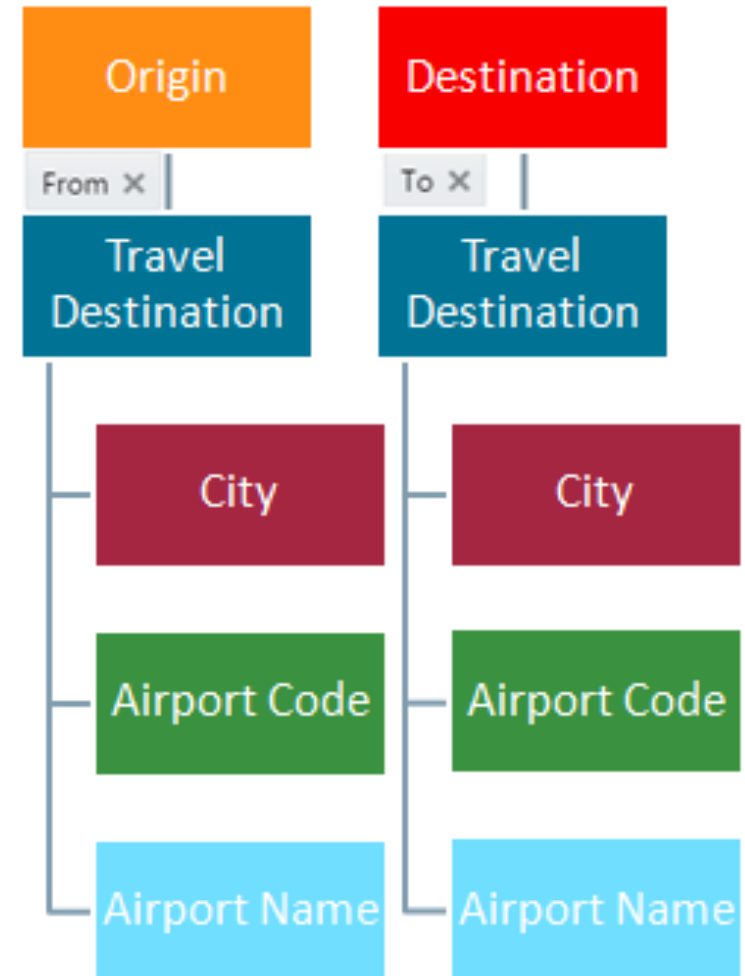 Origin
From ×
Travel
Destination
City
Airport Code
Airport Name
Destination
To ×
Travel
Destination
City
Airport Code
Airport Name